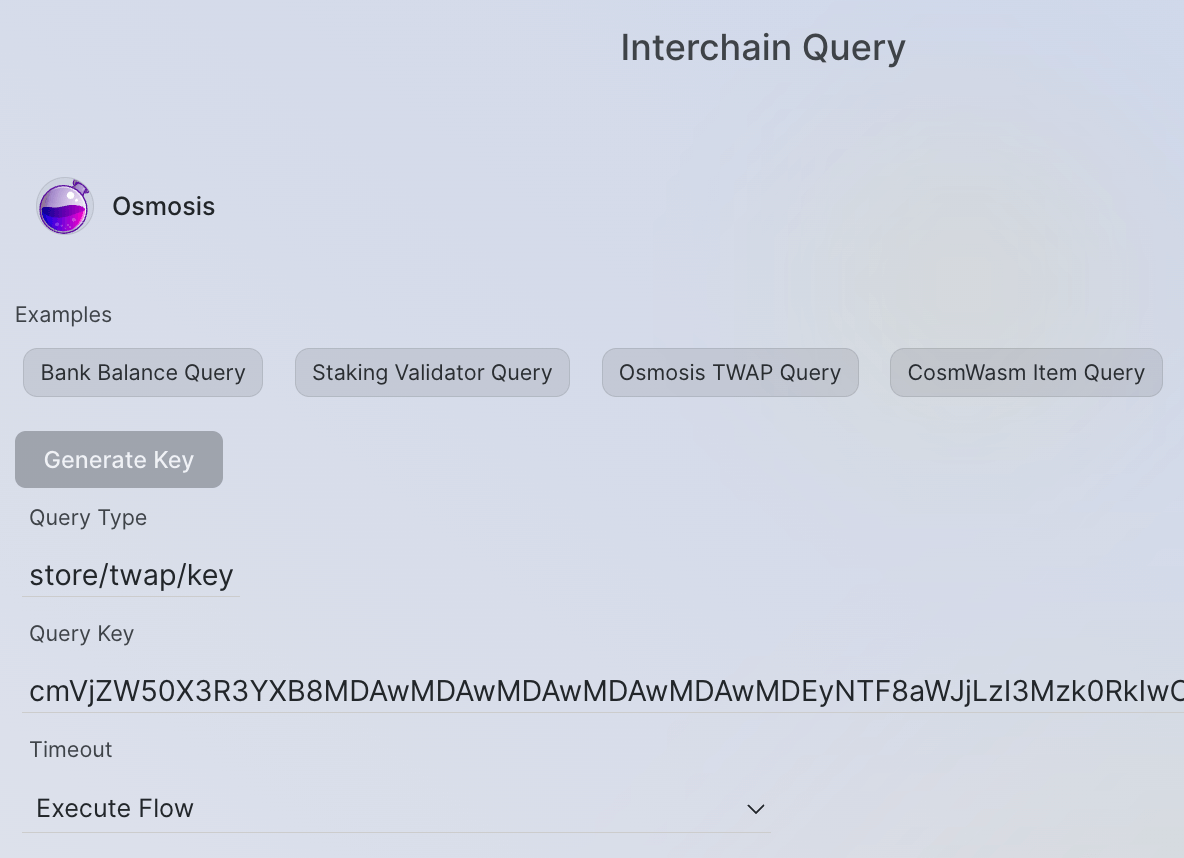 Interchain Query
Osmosis
Examples
Bank Balance Query Staking Validator Query Osmosis TWAP Query CosmWasm Item Query
Generate Key
Query Type
store/twap/key
Query Key
cmVjZW50X3R3YXB8MDAwMDAwMDAwMDAwMDAwMDEyNTF8aWJjLzI3Mzk0RkIwO
Timeout
Execute Flow